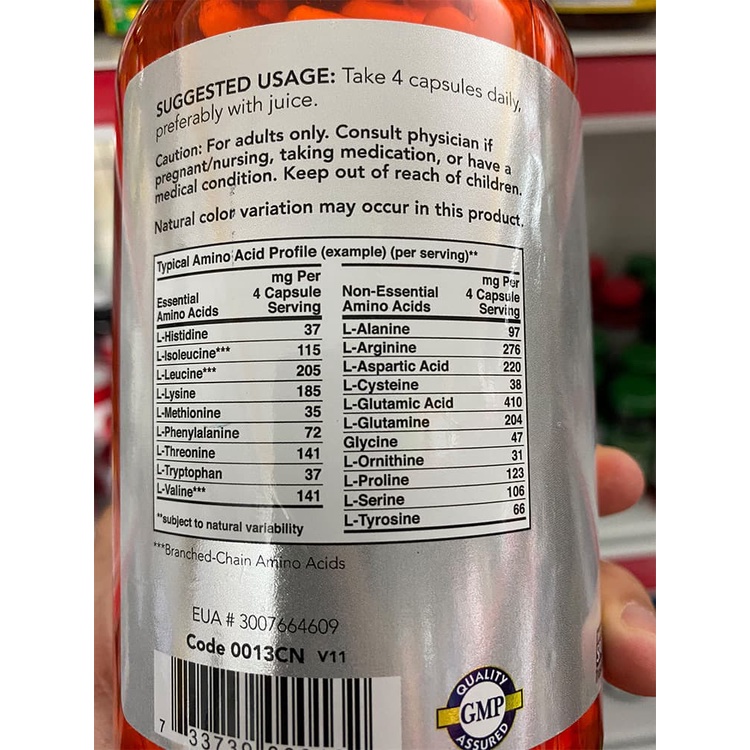 SUGGESTED USAGE: Take 4 capsules daily,
preferably with juice.
Caution: For adults only. Consult physician if
pregnant/nursing, taking medication, or have a
medical condition. Keep out of reach of children.
Natural color variation may occur in this product.
Typical Amino Acid Profile (example) (per serving)**
Essential Amino Acids mg Per 4 Capsule Serving
L-Histidine 37
L-Isoleucine*** 115
L-Leucine*** 205
L-Lysine 185
L-Methionine 35
L-Phenylalanine 72
L-Threonine 141
L-Tryptophan 37
L-Valine*** 141
**subject to natural variability
Non-Essential Amino Acids mg Per 4 Capsule Serving
L-Alanine 97
L-Arginine 276
L-Aspartic Acid 220
L-Cysteine 38
L-Glutamic Acid 410
L-Glutamine 204
Glycine 47
L-Ornithine 31
L-Proline 123
L-Serine 106
L-Tyrosine 66
***Branched-Chain Amino Acids
EUA # 3007664609
Code 0013CN V11
7 33739
QUALITY
GMP
ASSURED